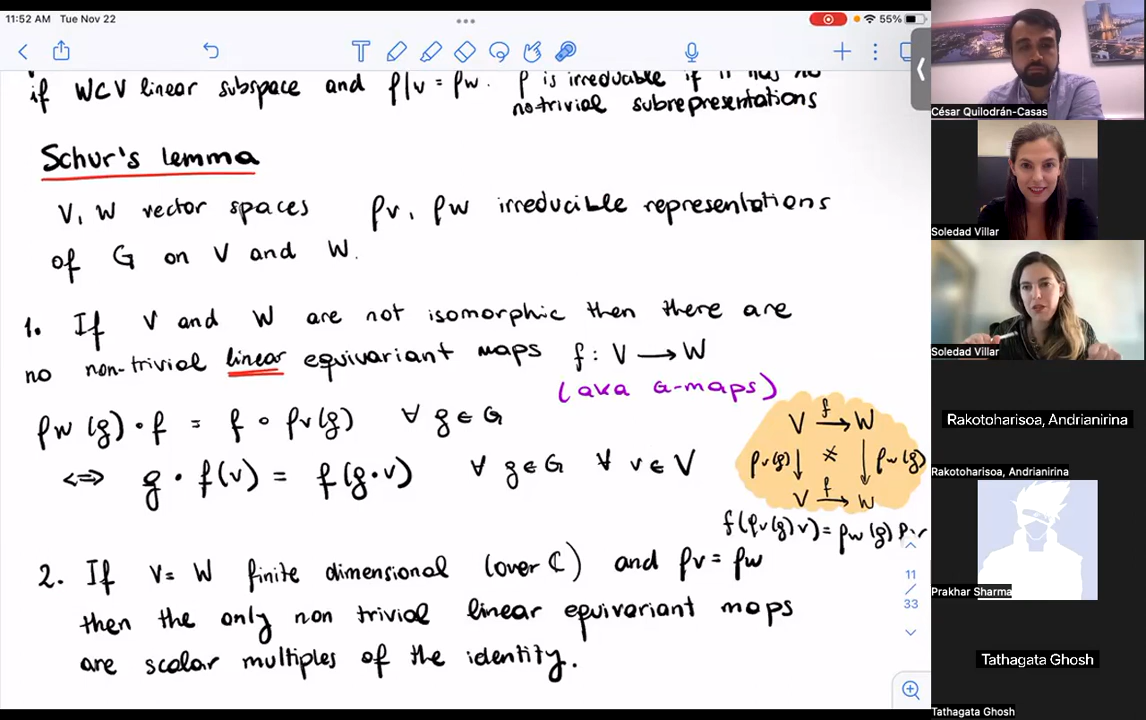 11:52 AM Tue Nov 22
55%
if W⊂V linear subspace and ρ|v = ρw. ρ is irreducible if it has no
notrivial subrepresentations
Schur's lemma
V, W vector spaces ρv, ρw irreducible representations
of G on V and W.
1. If V and W are not isomorphic then there are
no non-trivial linear equivariant maps f: V → W
(aka G-maps)
ρw(g)·f = f ∘ ρv(g) ∀ g∈G
⟺ g·f(v) = f(g·v) ∀ g∈G ∀ v∈V
V f→ W
ρv(g)↓ * ↓ρw(g)
V f→ W
f(ρv(g)v) = ρw(g)
2. If V=W finite dimensional (over ℂ) and ρv=ρw
then the only non trivial linear equivariant maps
are scalar multiples of the identity.
11
/
33
César Quilodrán-Casas
Soledad Villar
Soledad Villar
Rakotoharisoa, Andrianirina
Rakotoharisoa, Andrianirina
Prakhar Sharma
Tathagata Ghosh
Tathagata Ghosh